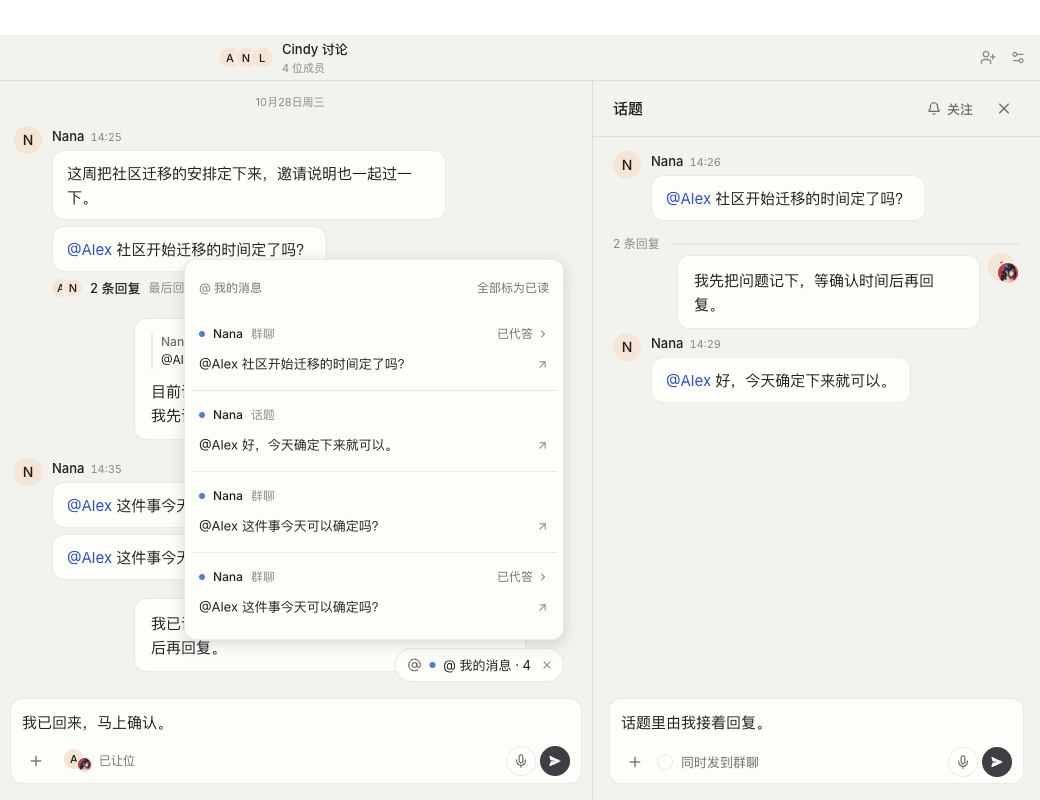 A N L
Cindy 讨论
4 位成员
10月28日周三
N
Nana 14:25
这周把社区迁移的安排定下来，邀请说明也一起过一
下。
@Alex 社区开始迁移的时间定了吗？
A N 2 条回复 最后回
Nan
@Al
目前
我先
N
Nana 14:35
@Alex 这件事今天
@Alex 这件事今天
我已
后再回复。
@ 我的消息 全部标为已读
Nana 群聊 已代答
@Alex 社区开始迁移的时间定了吗？
Nana 话题
@Alex 好，今天确定下来就可以。
Nana 群聊
@Alex 这件事今天可以确定吗？
Nana 群聊 已代答
@Alex 这件事今天可以确定吗？
@ @ 我的消息 · 4
我已回来，马上确认。
A 已让位
话题 关注
N
Nana 14:26
@Alex 社区开始迁移的时间定了吗？
2 条回复
我先把问题记下，等确认时间后再回
复。
N
Nana 14:29
@Alex 好，今天确定下来就可以。
话题里由我接着回复。
同时发到群聊